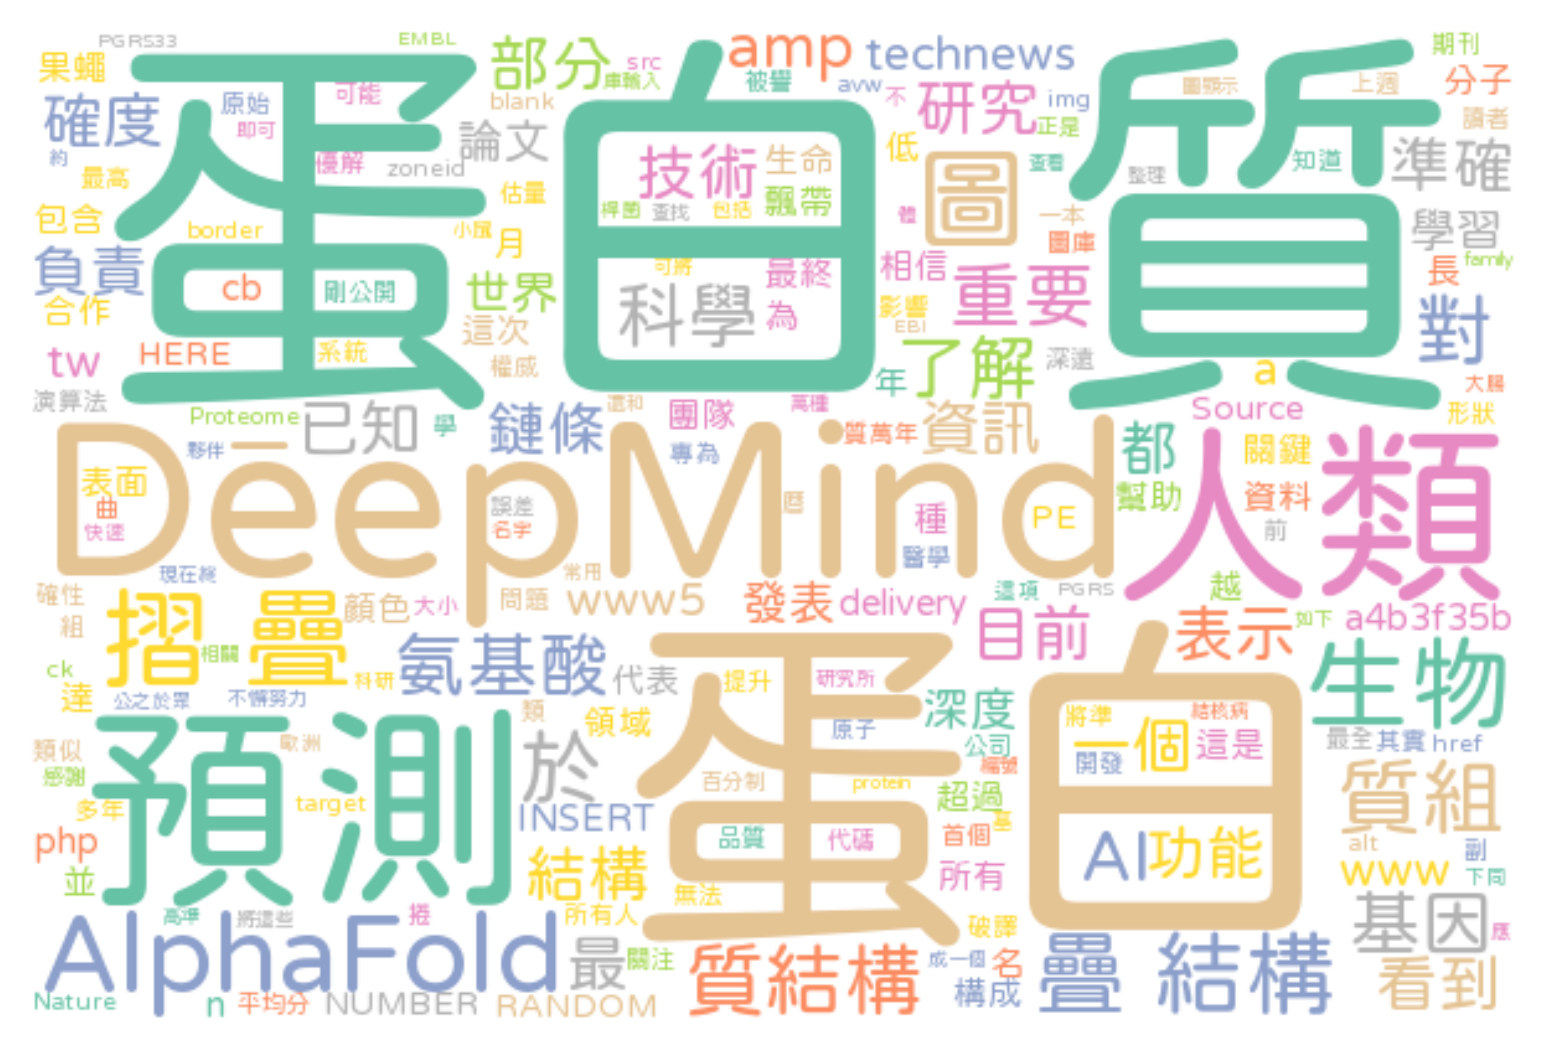 PGRS33
EMBL
部分
src
庫輸入
amp
technews
期刊
果蠅
蛋白質
被譽
avw
不
圖顯示
上週
分子
確度
原始
可能
blank
研究
img
讀者
即可
論文
正是
約
優解
zoneid
技術
生命
低
圖
查看
知道
準確
最高
整理
包含
估量
桿菌
查找
包括
飄帶
體
一本
學習
border
小鼠
月
圖庫
負責
可將
最終
相信
重要
長
family
cb
剛公開
世界
科學
為
影響
對
合作
這次
EBI
tw
HERE
系統
權威
了解
深遠
a
年
大腸
演算法
Proteome
已知
學
鏈條
還和
團隊
萬種
質萬年
資訊
Source
形狀
夥伴
專為
都
人類
關鍵
DeepMind
表面
曲
快速
誤差
名字
種
PE
幫助
資料
前
醫學
現在終
常用
確性
摺疊
顏色
大小
問題
www5
發表
delivery
這項
PGRS
越
組
目前
表示
如下
a4b3f35b
相關
氨基酸
代表
提升
研究所
蛋白
生物
ck
達
科研
公之於眾
不懈努力
類
領域
原子
深度
將準
結核病
類似
歐洲
於
公司
一個
這是
最全
其實
href
感謝
預測
百分制
protein
編號
開發
多年
target
超過
質組
php
INSERT
品質
代碼
首個
基
AI
功能
alt
副
並
結構
無法
所有
www
下同
高準
將這些
捲
所有人
破譯
基因
應
AlphaFold
最
關注
質結構
成一個
名
疊
結構
看到
Nature
n
平均分
NUMBER
RANDOM
構成